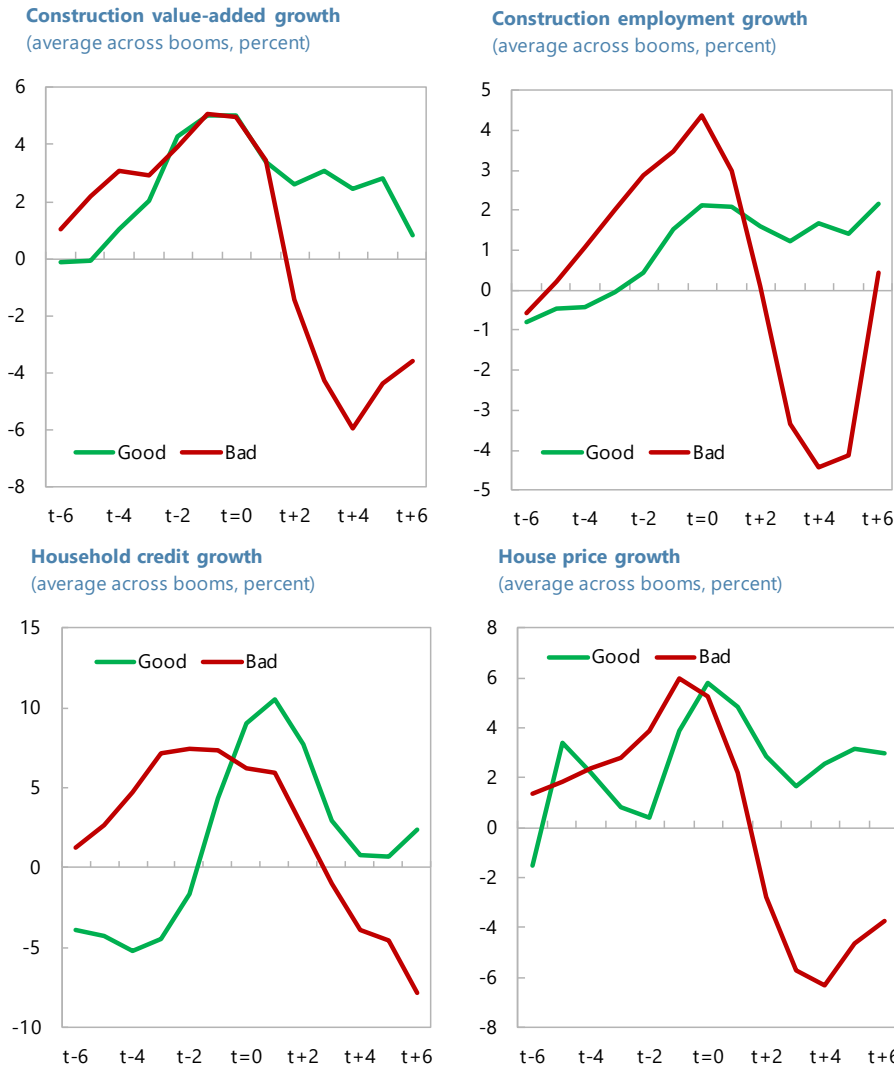 Construction value-added growth
(average across booms, percent)
6
4
2
0
-2
-4
-6
-8
Good Bad
t-6 t-4 t-2 t=0 t+2 t+4 t+6
Construction employment growth
(average across booms, percent)
5
4
3
2
1
0
-1
-2
-3
-4
-5
Good Bad
t-6 t-4 t-2 t=0 t+2 t+4 t+6
Household credit growth
(average across booms, percent)
15
10
5
0
-5
-10
Good Bad
t-6 t-4 t-2 t=0 t+2 t+4 t+6
House price growth
(average across booms, percent)
8
6
4
2
0
-2
-4
-6
-8
Good Bad
t-6 t-4 t-2 t=0 t+2 t+4 t+6